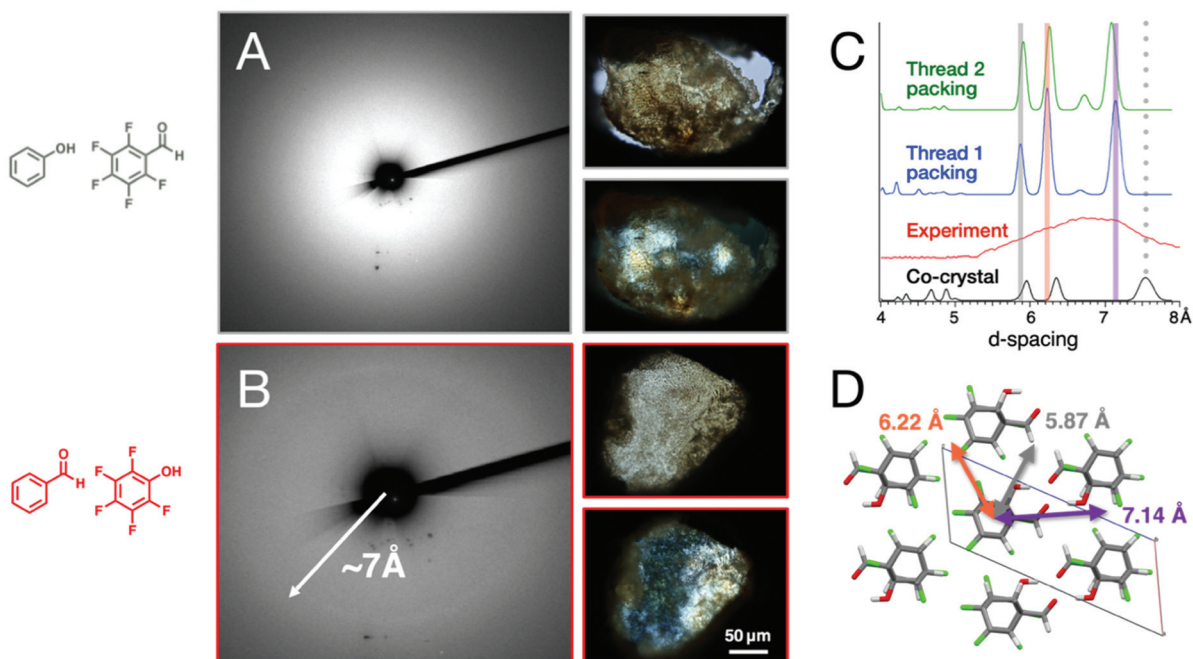 A
OH
F
F
O
H
F
F
F
B
~7Å
O
H
F
F
OH
F
F
F
50 µm
C
Thread 2
packing
Thread 1
packing
Experiment
Co-crystal
4 5 6 7 8Å
d-spacing
D
6.22 Å
5.87 Å
7.14 Å